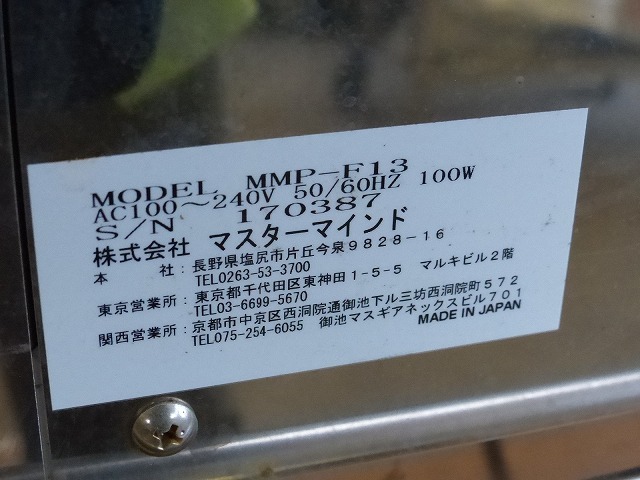 MODEL MMP-F13
AC100～240V 50/60HZ 100W
S/N 170387
株式会社 マスターマインド
本　社：長野県塩尻市片丘今泉９８２８－１６
TEL0263-53-3700
東京営業所：東京都千代田区東神田１－５－５　マルキビル２階
TEL03-6699-5670
関西営業所：京都市中京区西洞院通御池下ル三坊西洞院町５７２
TEL075-254-6055　御池マスギアネックスビル７０１
MADE IN JAPAN